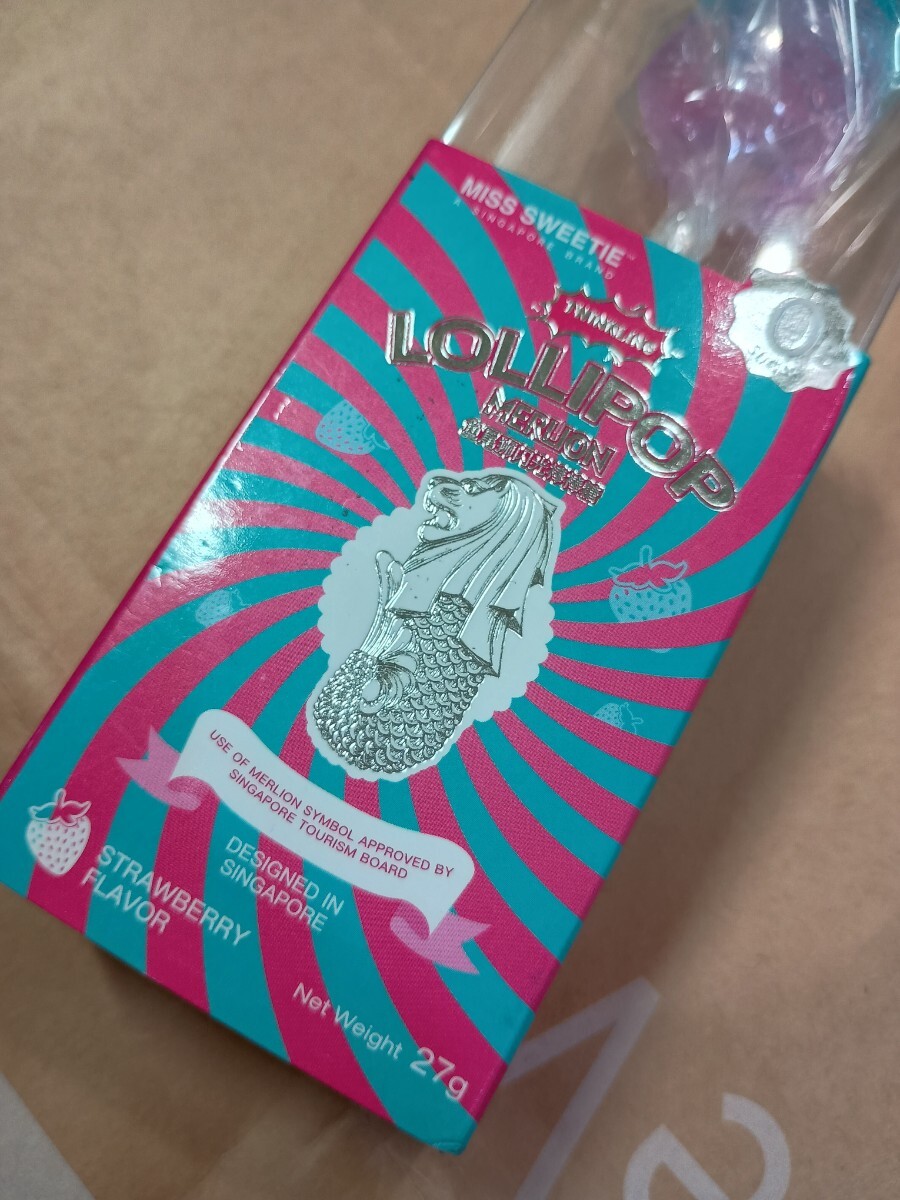 MISS SWEETIE™
A SINGAPORE BRAND
TWINKLING
LOLLIPOP
MERLION
0
USE OF MERLION SYMBOL APPROVED BY
SINGAPORE TOURISM BOARD
DESIGNED IN
SINGAPORE
STRAWBERRY
FLAVOR
Net Weight 27g